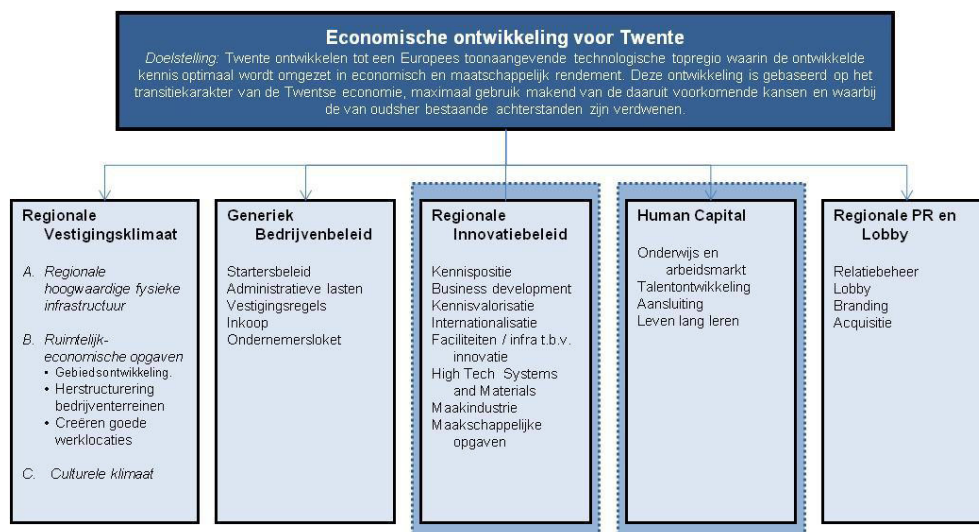 Economische ontwikkeling voor Twente
Doelstelling: Twente ontwikkelen tot een Europees toonaangevende technologische topregio waarin de ontwikkelde
kennis optimaal wordt omgezet in economisch en maatschappelijk rendement. Deze ontwikkeling is gebaseerd op het
transitiekarakter van de Twentse economie, maximaal gebruik makend van de daaruit voorkomende kansen en waarbij
de van oudsher bestaande achterstanden zijn verdwenen.
Regionale
Vestigingsklimaat
A. Regionale
hoogwaardige fysieke
infrastructuur
B. Ruimtelijk-
economische opgaven
• Gebiedsontwikkeling.
• Herstructurering
bedrijventerreinen
• Creëren goede
werklocaties
C. Culturele klimaat
Generiek
Bedrijvenbeleid
Startersbeleid
Administratieve lasten
Vestigingsregels
Inkoop
Ondernemersloket
Regionale
Innovatiebeleid
Kennispositie
Business development
Kennisvalorisatie
Internationalisatie
Faciliteiten / infra t.b.v.
innovatie
High Tech Systems
and Materials
Maakindustrie
Maakschappelijke
opgaven
Human Capital
Onderwijs en
arbeidsmarkt
Talentontwikkeling
Aansluiting
Leven lang leren
Regionale PR en
Lobby
Relatiebeheer
Lobby
Branding
Acquisitie